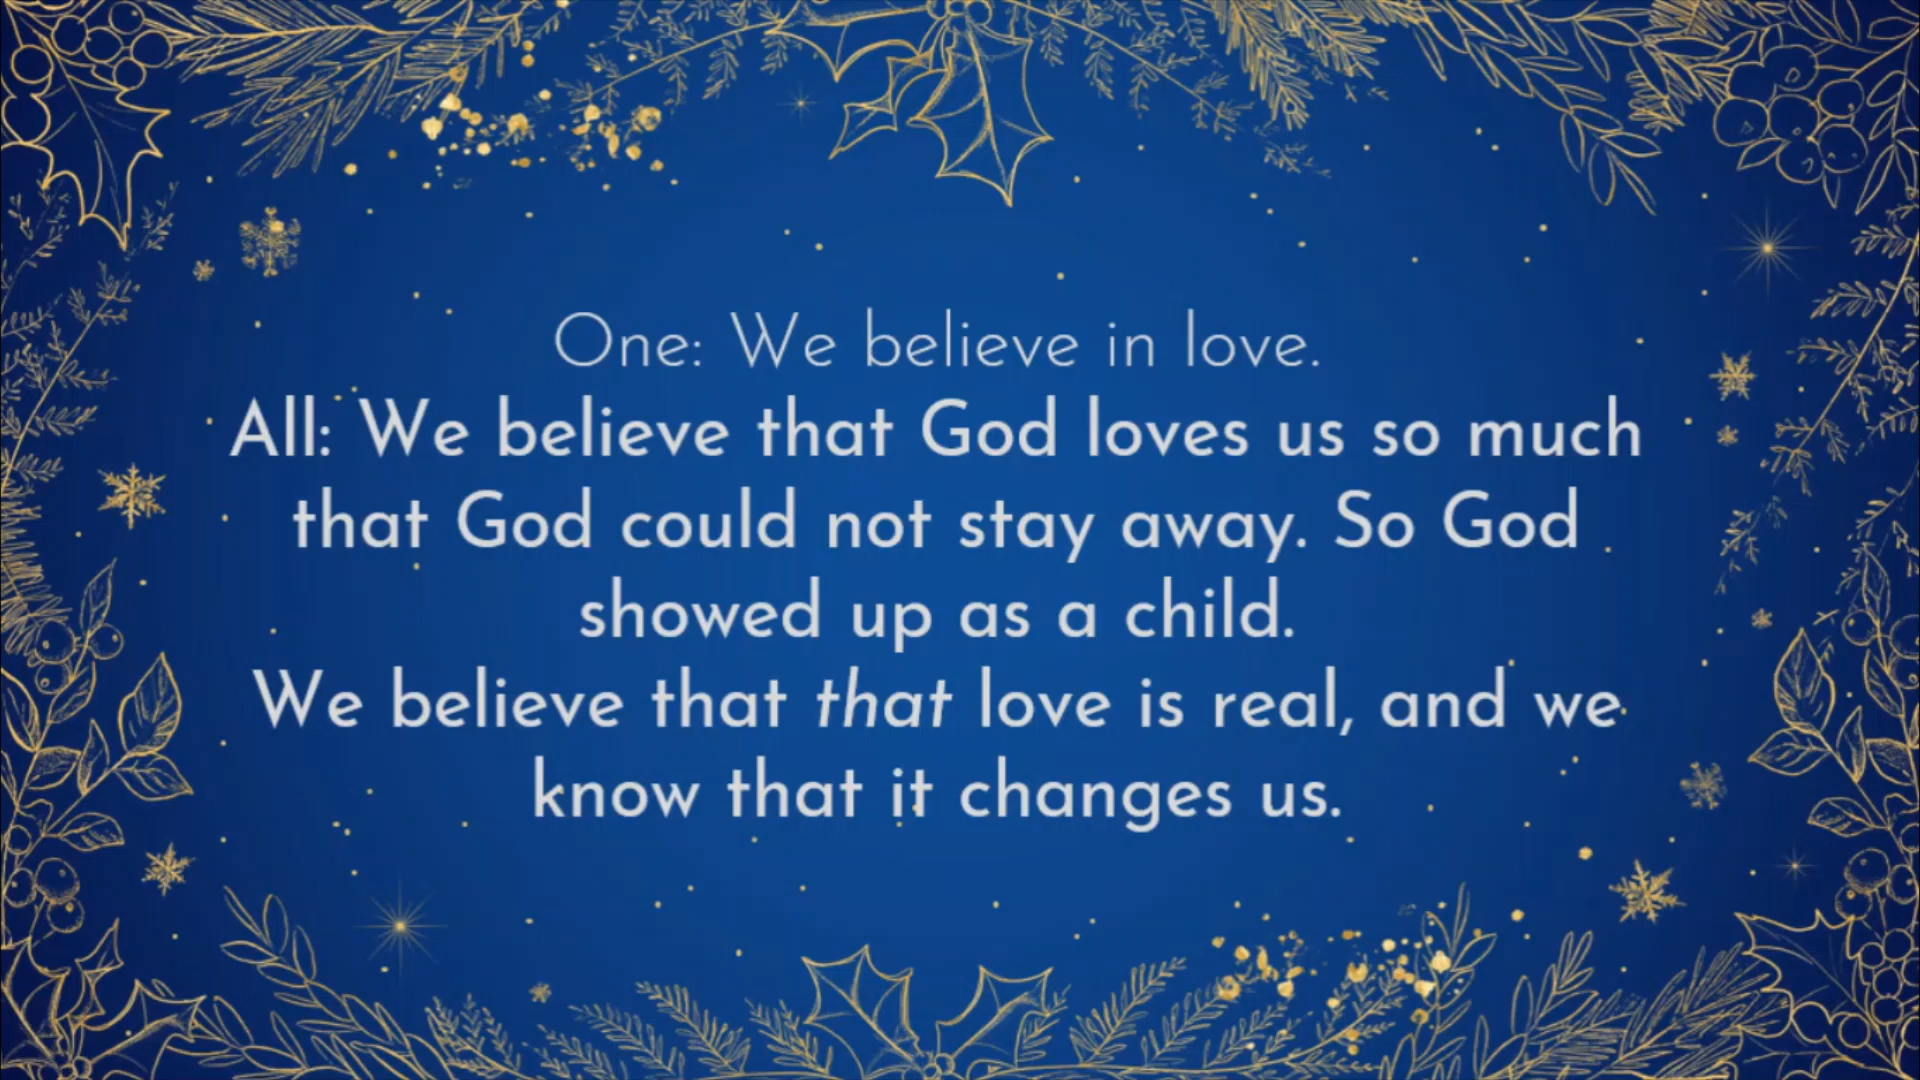 One: We believe in love.
All: We believe that God loves us so much
that God could not stay away. So God
showed up as a child.
We believe that that love is real, and we
know that it changes us.